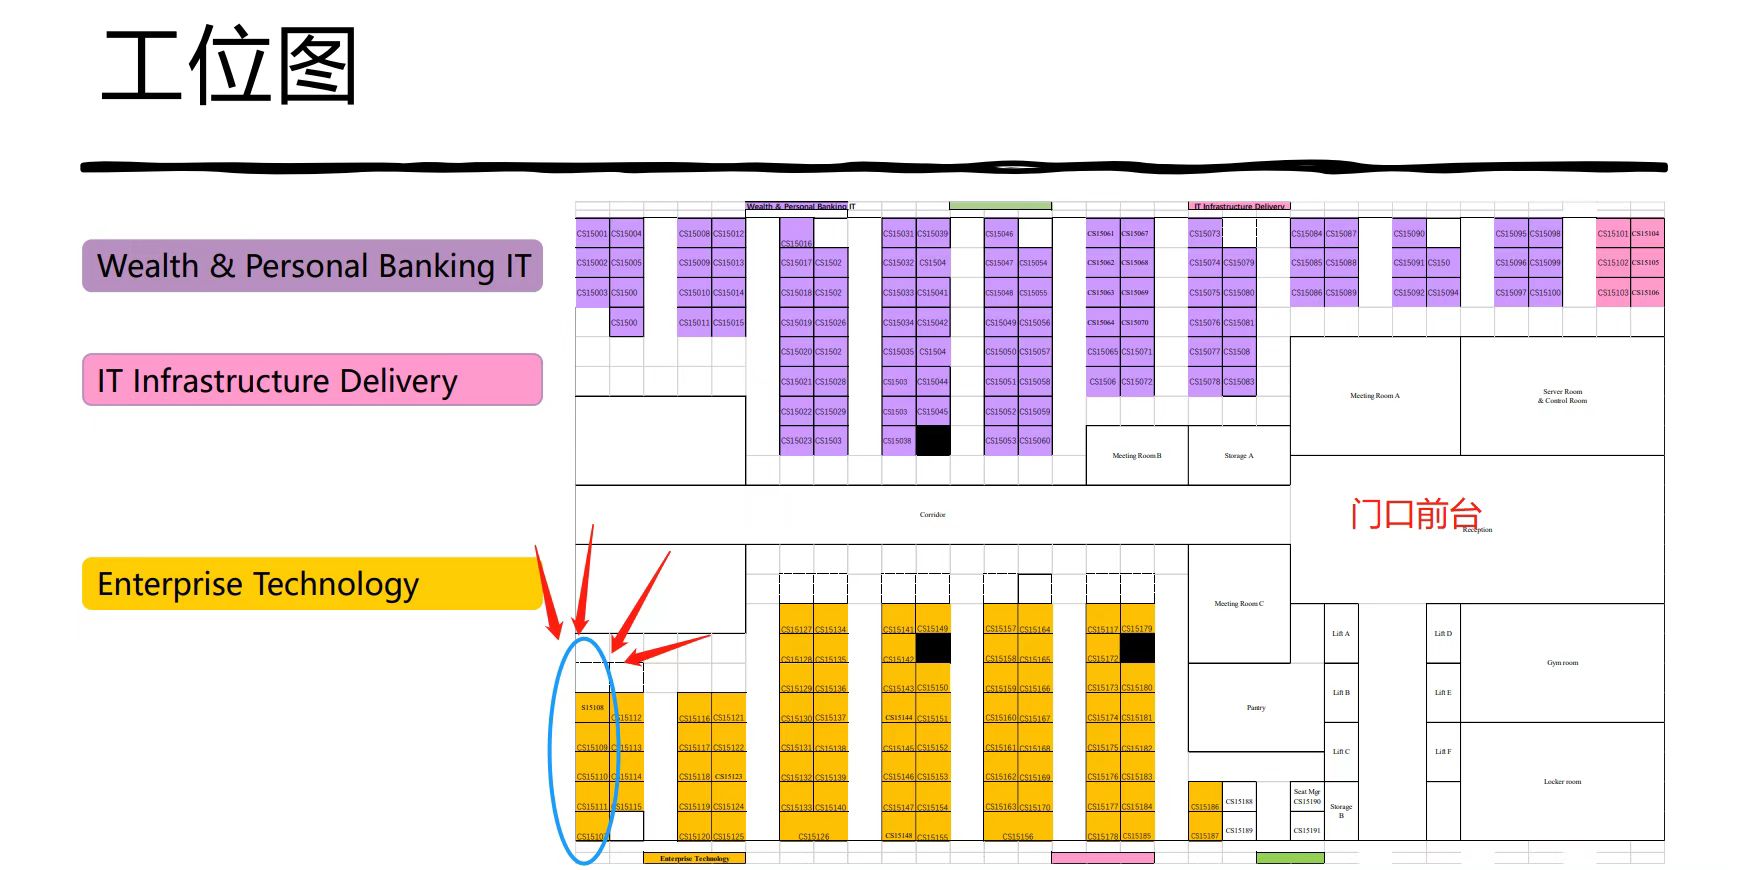 工位图
Wealth & Personal Banking IT
IT Infrastructure Delivery
Enterprise Technology
Wealth & Personal Banking IT
IT Infrastructure Delivery
CS15001 CS15004 CS15008 CS15012 CS15016 CS15031 CS15039 CS15046 CS15061 CS15067 CS15073 CS15084 CS15087 CS15090 CS15095 CS15098 CS15101 CS15104
CS15002 CS15005 CS15009 CS15013 CS15017 CS1502 CS15032 CS1504 CS15047 CS15054 CS15062 CS15068 CS15074 CS15079 CS15085 CS15088 CS15091 CS150 CS15096 CS15099 CS15102 CS15105
CS15003 CS1500 CS15010 CS15014 CS15018 CS1502 CS15033 CS15041 CS15048 CS15055 CS15063 CS15069 CS15075 CS15080 CS15086 CS15089 CS15092 CS15094 CS15097 CS15100 CS15103 CS15106
CS1500 CS15011 CS15015 CS15019 CS15026 CS15034 CS15042 CS15049 CS15056 CS15064 CS15070 CS15076 CS15081
CS15020 CS1502 CS15035 CS1504 CS15050 CS15057 CS15065 CS15071 CS15077 CS1508
CS15021 CS15028 CS1503 CS15044 CS15051 CS15058 CS1506 CS15072 CS15078 CS15083
CS15022 CS15029 CS1503 CS15045 CS15052 CS15059
CS15023 CS1503 CS15038 CS15053 CS15060
Meeting Room A
Server Room
& Control Room
Meeting Room B
Storage A
Corridor
门口前台
Reception
CS15127 CS15134 CS15141 CS15149 CS15157 CS15164 CS15117 CS15179
CS15128 CS15135 CS15142 CS15158 CS15165 CS15172
CS15129 CS15136 CS15143 CS15150 CS15159 CS15166 CS15173 CS15180
S15108 CS15112 CS15116 CS15121 CS15130 CS15137 CS15144 CS15151 CS15160 CS15167 CS15174 CS15181
CS15109 CS15113 CS15117 CS15122 CS15131 CS15138 CS15145 CS15152 CS15161 CS15168 CS15175 CS15182
CS15110 CS15114 CS15118 CS15123 CS15132 CS15139 CS15146 CS15153 CS15162 CS15169 CS15176 CS15183
CS15111 CS15115 CS15119 CS15124 CS15133 CS15140 CS15147 CS15154 CS15163 CS15170 CS15177 CS15184 CS15186 CS15188
CS15107 CS15120 CS15125 CS15126 CS15148 CS15155 CS15156 CS15178 CS15185 CS15187 CS15189 CS15191
Meeting Room C
Lift A
Lift D
Gym room
Lift B
Lift E
Pantry
Lift C
Lift F
Locker room
Seat Mgr
CS15190
Storage
B
Enterprise Technology